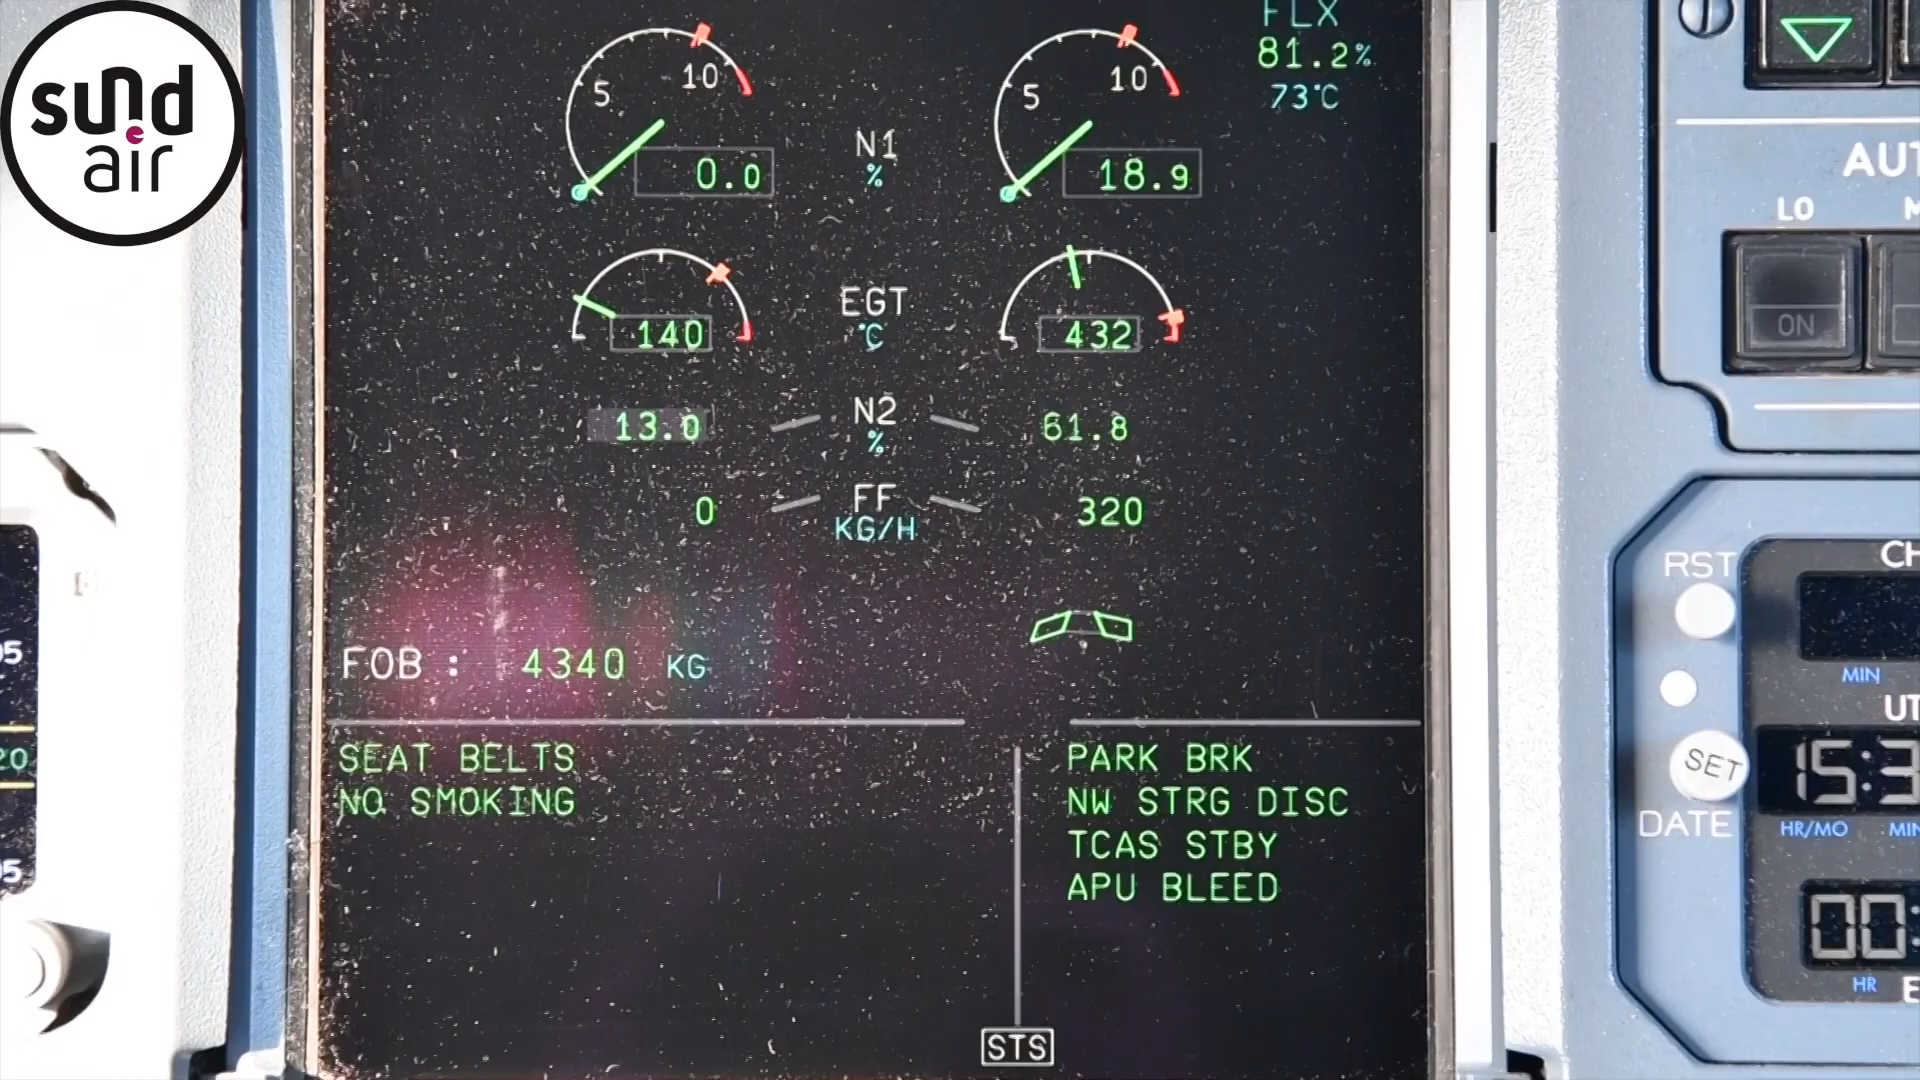 sund
air
FLX
81.2%
73°C
5 10
5 10
N1
%
0.0
18.9
EGT
°C
140
432
N2
%
13.0
61.8
FF
KG/H
0
320
FOB : 4340 KG
SEAT BELTS
NO SMOKING
PARK BRK
NW STRG DISC
TCAS STBY
APU BLEED
STS
LO
ON
RST
MIN
SET
15:3
DATE
HR/MO MIN
00:
HR
20